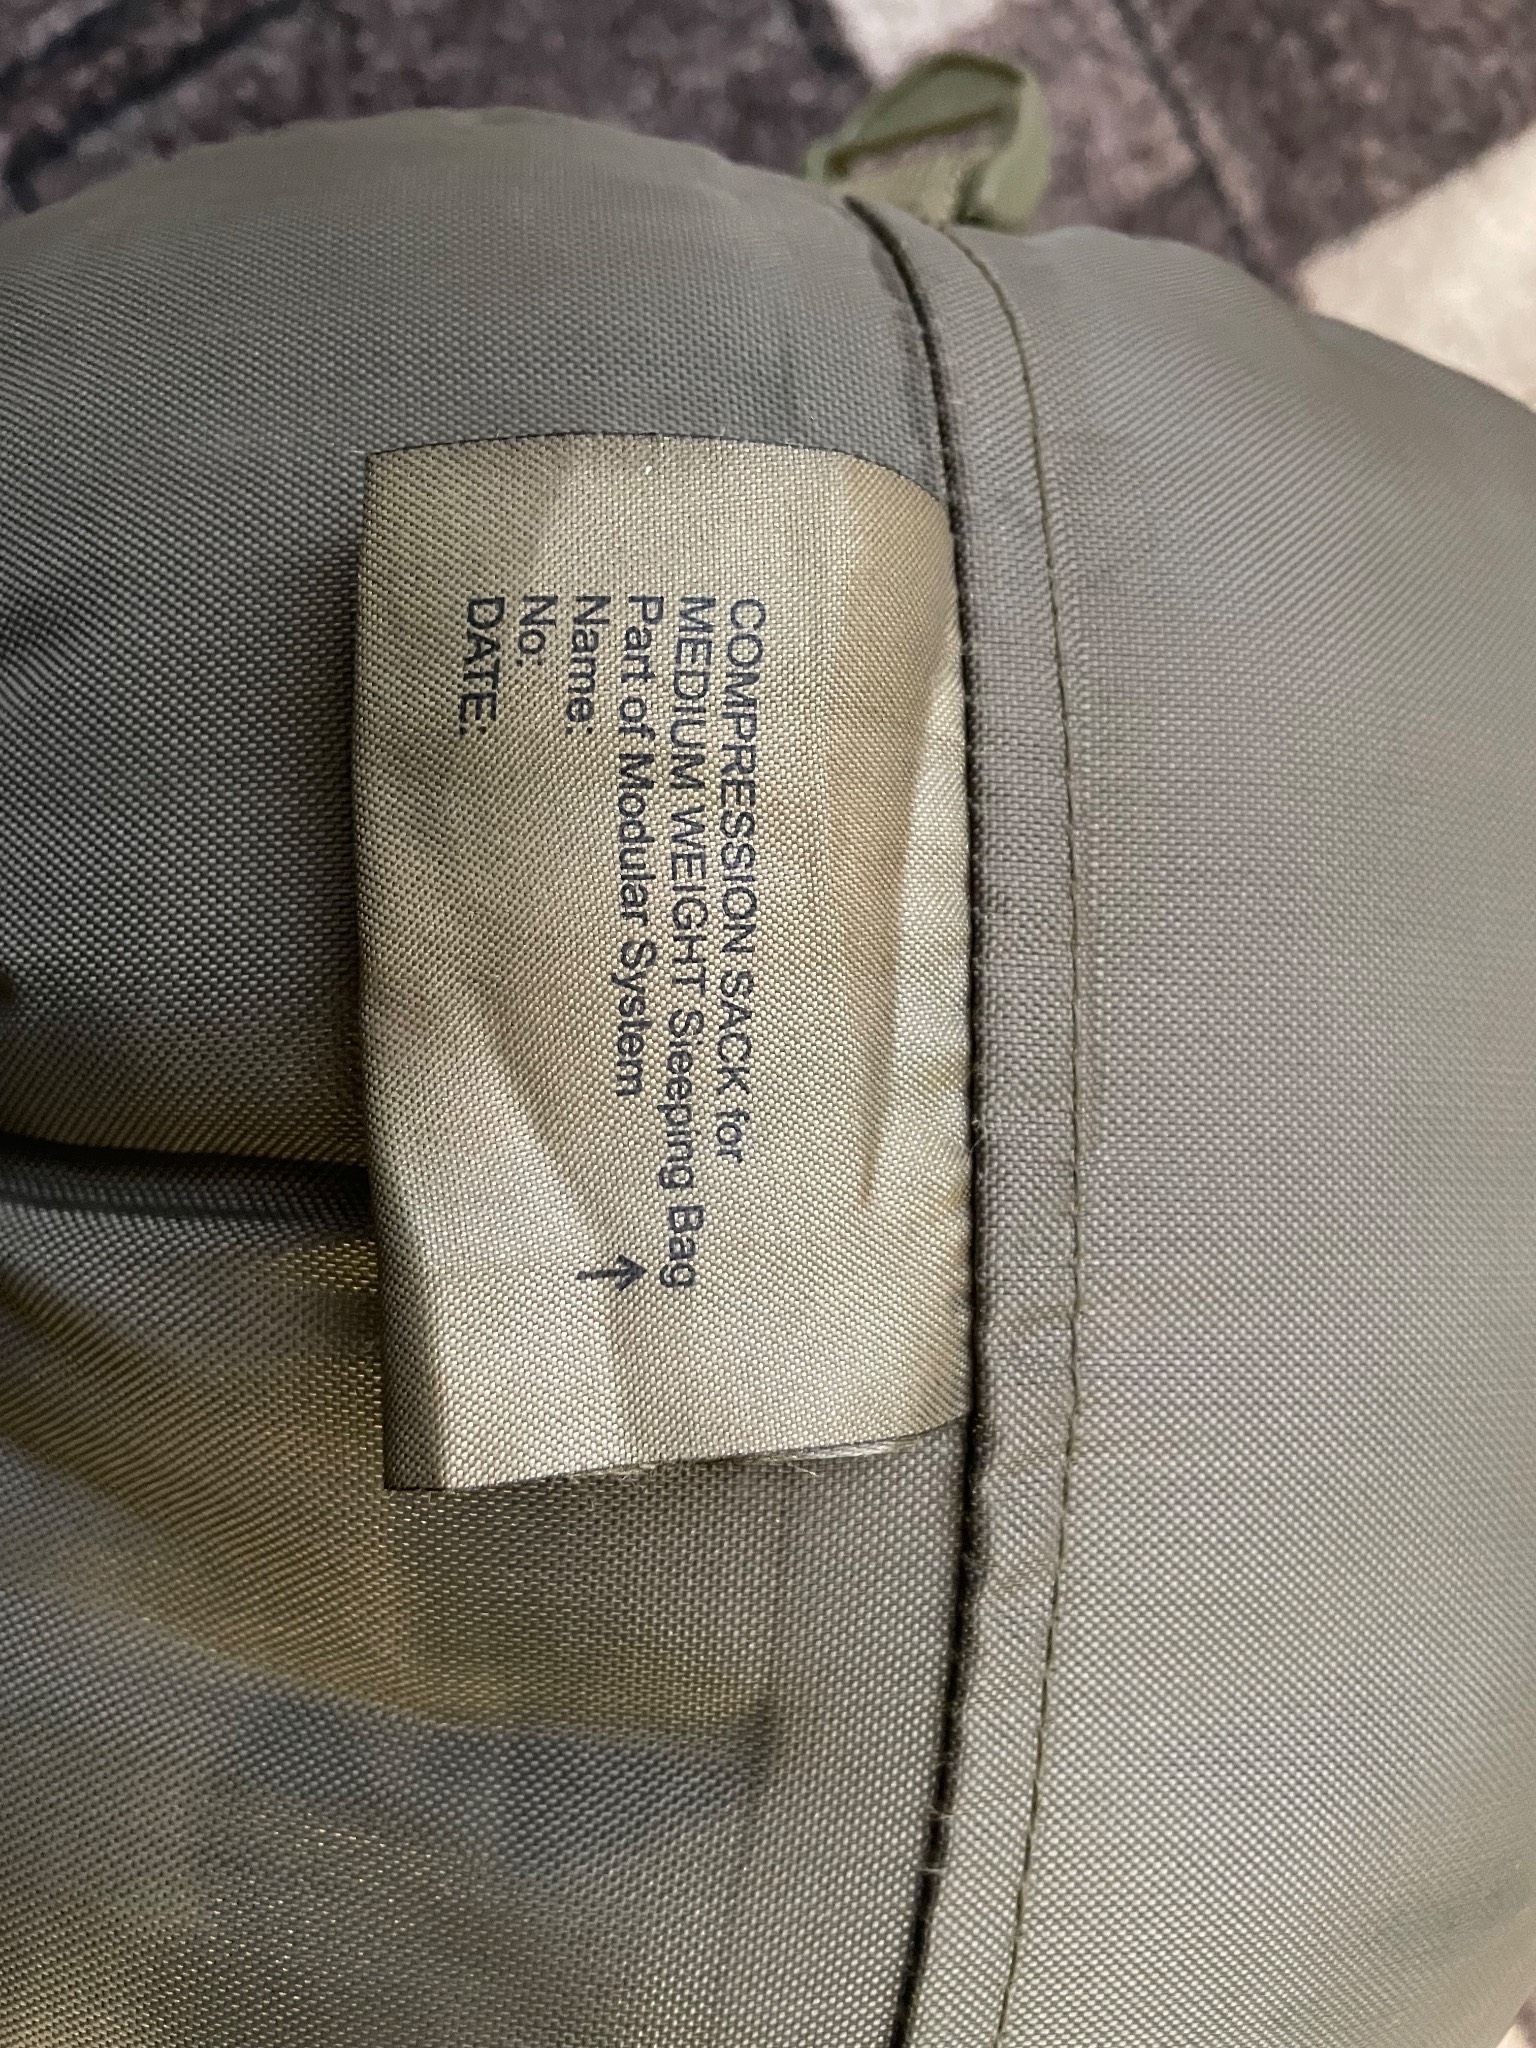 COMPRESSION SACK for
MEDIUM WEIGHT Sleeping Bag
Part of Modular System
Name:
No:
DATE: